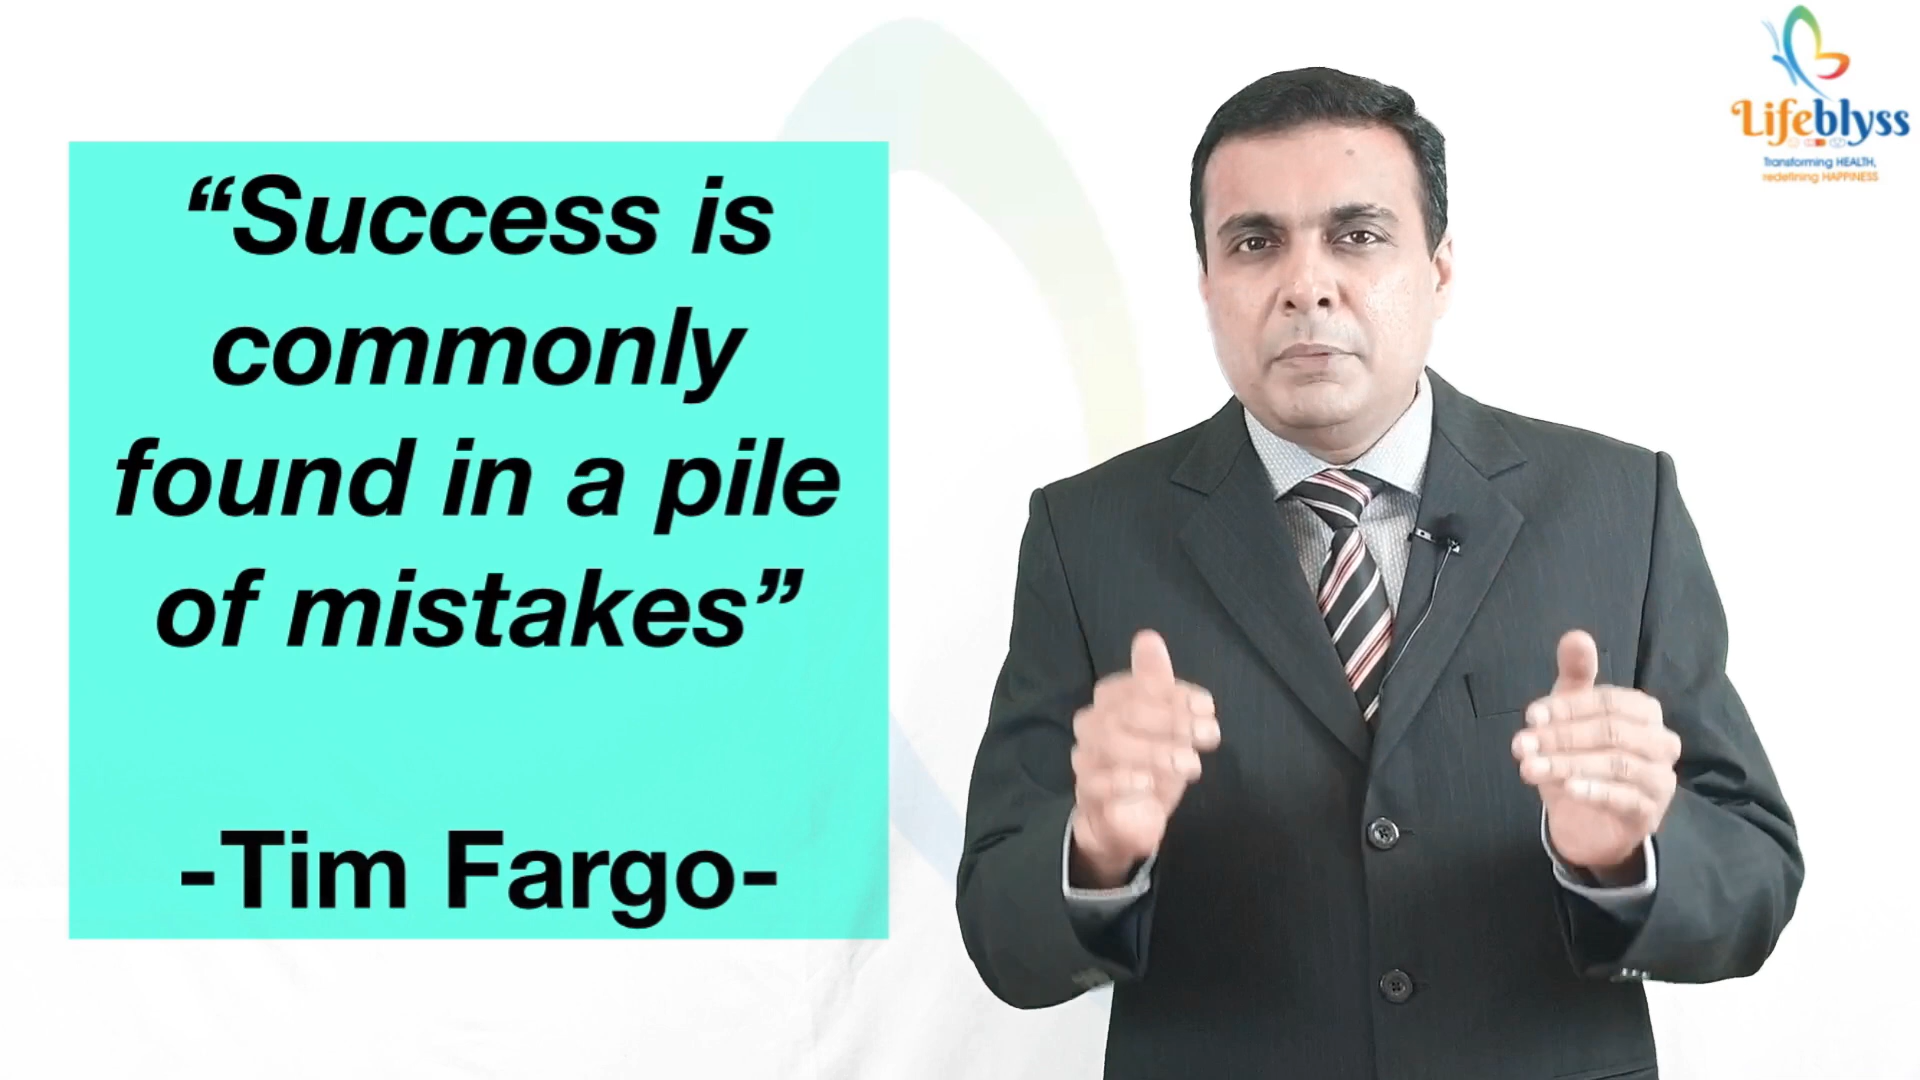 “Success is
commonly
found in a pile
of mistakes”
-Tim Fargo-
Lifeblyss
Transforming HEALTH,
redefining HAPPINESS